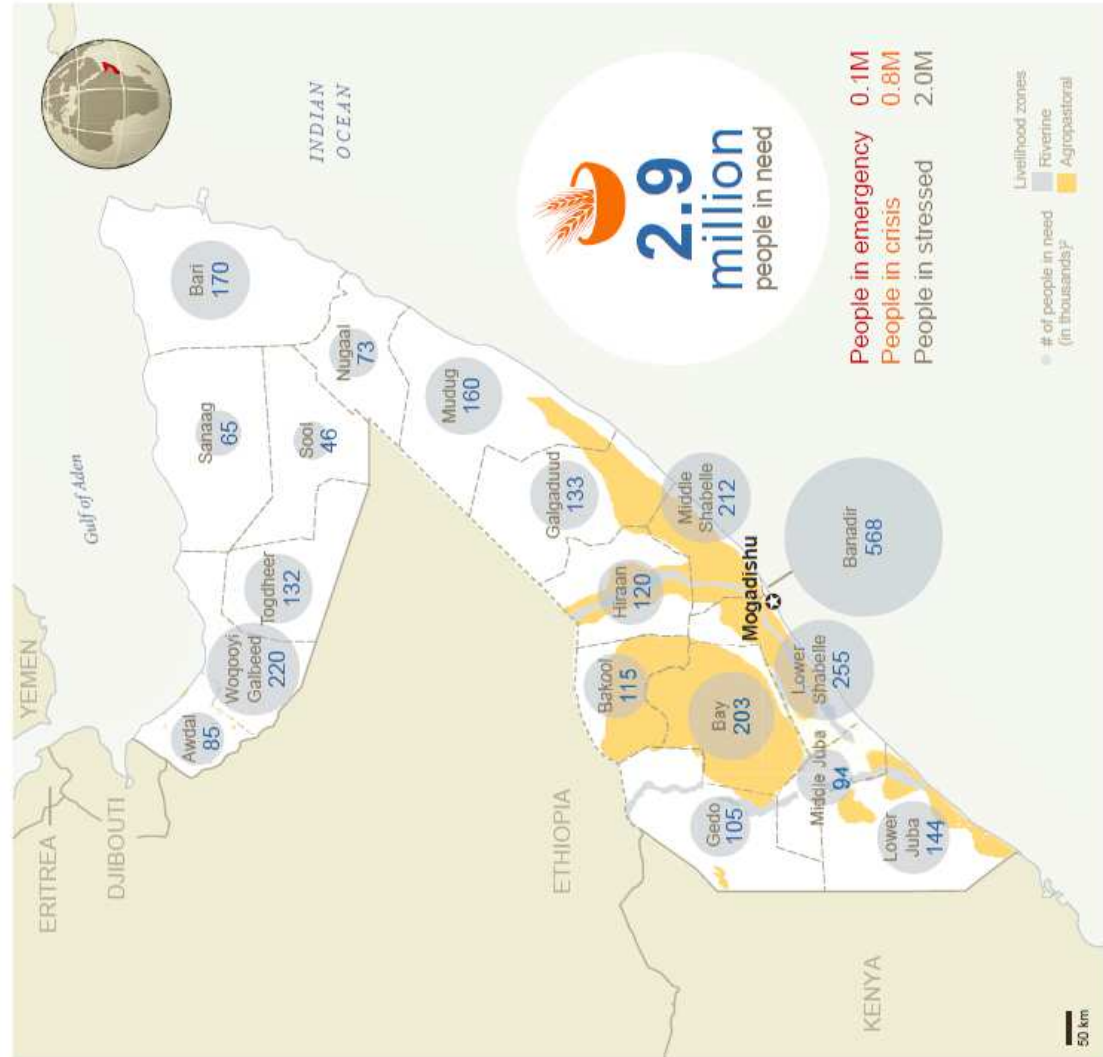 YEMEN
ERITREA
DJIBOUTI
Gulf of Aden
INDIAN
OCEAN
Awdal
85
Woqooyi
Galbeed
220
Togdheer
132
Sanaag
65
Sool
46
Bari
170
Nugaal
73
Mudug
160
Galgaduud
133
ETHIOPIA
Hiraan
120
Bakool
115
Middle
Shabelle
212
Bay
203
Mogadishu
Banadir
568
Lower
Shabelle
255
Gedo
105
Middle Juba
94
Lower
Juba
144
KENYA
50 km
2.9
million
people in need
People in emergency 0.1M
People in crisis 0.8M
People in stressed 2.0M
# of people in need
(in thousands)²
Livelihood zones
Riverine
Agropastoral